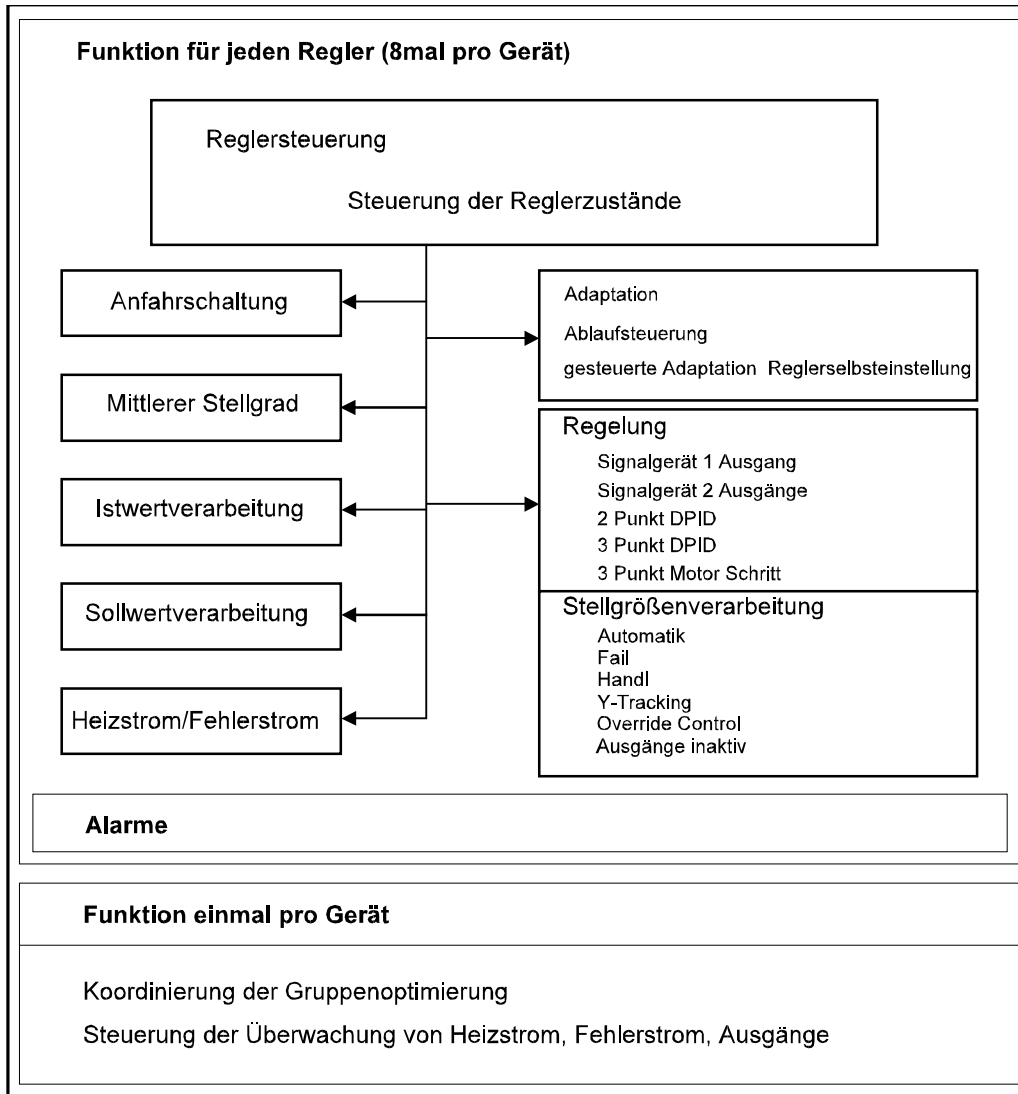 Funktion für jeden Regler (8mal pro Gerät)
Reglersteuerung
Steuerung der Reglerzustände
Anfahrschaltung
Mittlerer Stellgrad
Istwertverarbeitung
Sollwertverarbeitung
Heizstrom/Fehlerstrom
Adaptation
Ablaufsteuerung
gesteuerte Adaptation Reglerselbsteinstellung
Regelung
Signalgerät 1 Ausgang
Signalgerät 2 Ausgänge
2 Punkt DPID
3 Punkt DPID
3 Punkt Motor Schritt
Stellgrößenverarbeitung
Automatik
Fail
Handl
Y-Tracking
Override Control
Ausgänge inaktiv
Alarme
Funktion einmal pro Gerät
Koordinierung der Gruppenoptimierung
Steuerung der Überwachung von Heizstrom, Fehlerstrom, Ausgänge